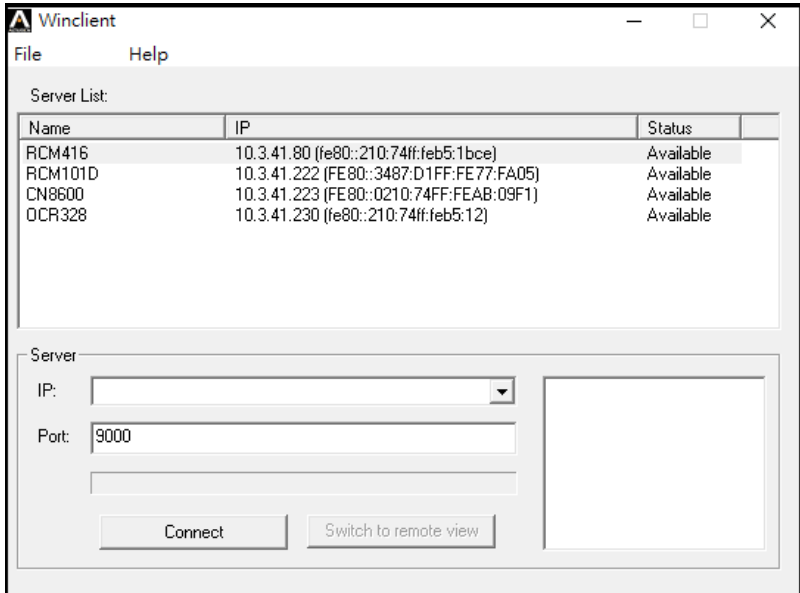 Winclient
File Help
Server List:
Name IP Status
RCM416 10.3.41.80 (fe80::210:74ff:feb5:1bce) Available
RCM101D 10.3.41.222 (FE80::3487:D1FF:FE77:FA05) Available
CN8600 10.3.41.223 (FE80::0210:74FF:FEAB:09F1) Available
OCR328 10.3.41.230 (fe80::210:74ff:feb5:12) Available
Server
IP:
Port: 9000
Connect Switch to remote view